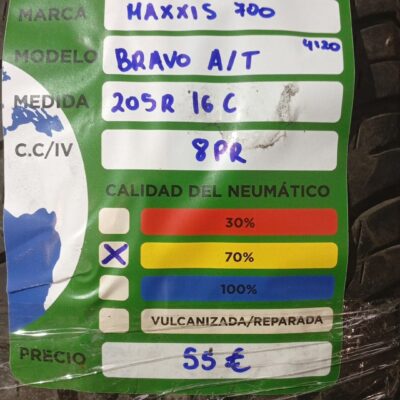 MARCA MAXXIS 700
MODELO BRAVO A/T 4120
MEDIDA 205R 16C
C.C/IV 8PR
CALIDAD DEL NEUMÁTICO
30%
X 70%
100%
VULCANIZADA/REPARADA
PRECIO 55 €